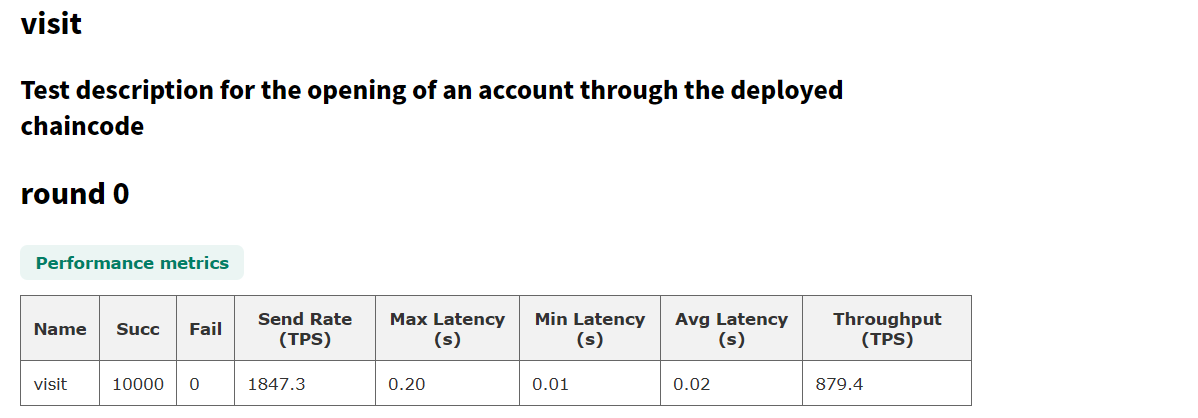 visit
Test description for the opening of an account through the deployed
chaincode
round 0
Performance metrics
Name Succ Fail Send Rate (TPS) Max Latency (s) Min Latency (s) Avg Latency (s) Throughput (TPS)
visit 10000 0 1847.3 0.20 0.01 0.02 879.4